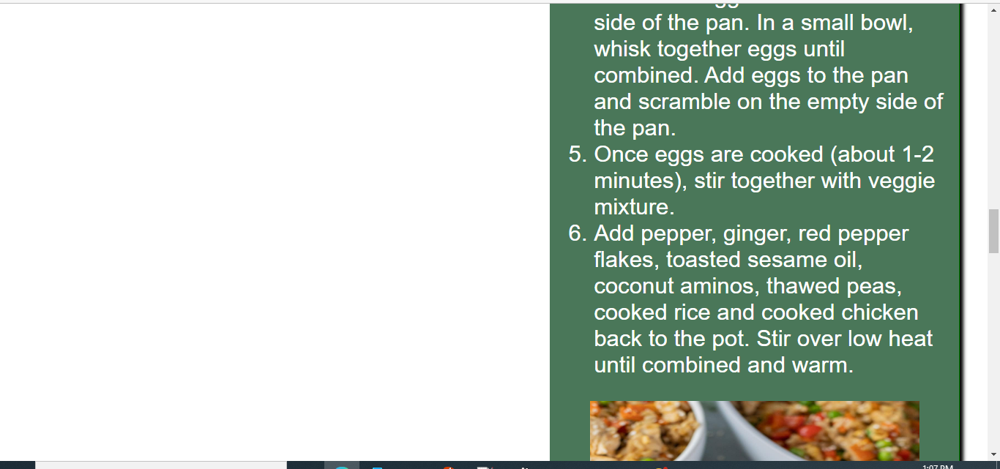 side of the pan. In a small bowl,
whisk together eggs until
combined. Add eggs to the pan
and scramble on the empty side of
the pan.
5. Once eggs are cooked (about 1-2
minutes), stir together with veggie
mixture.
6. Add pepper, ginger, red pepper
flakes, toasted sesame oil,
coconut aminos, thawed peas,
cooked rice and cooked chicken
back to the pot. Stir over low heat
until combined and warm.
1:07 PM